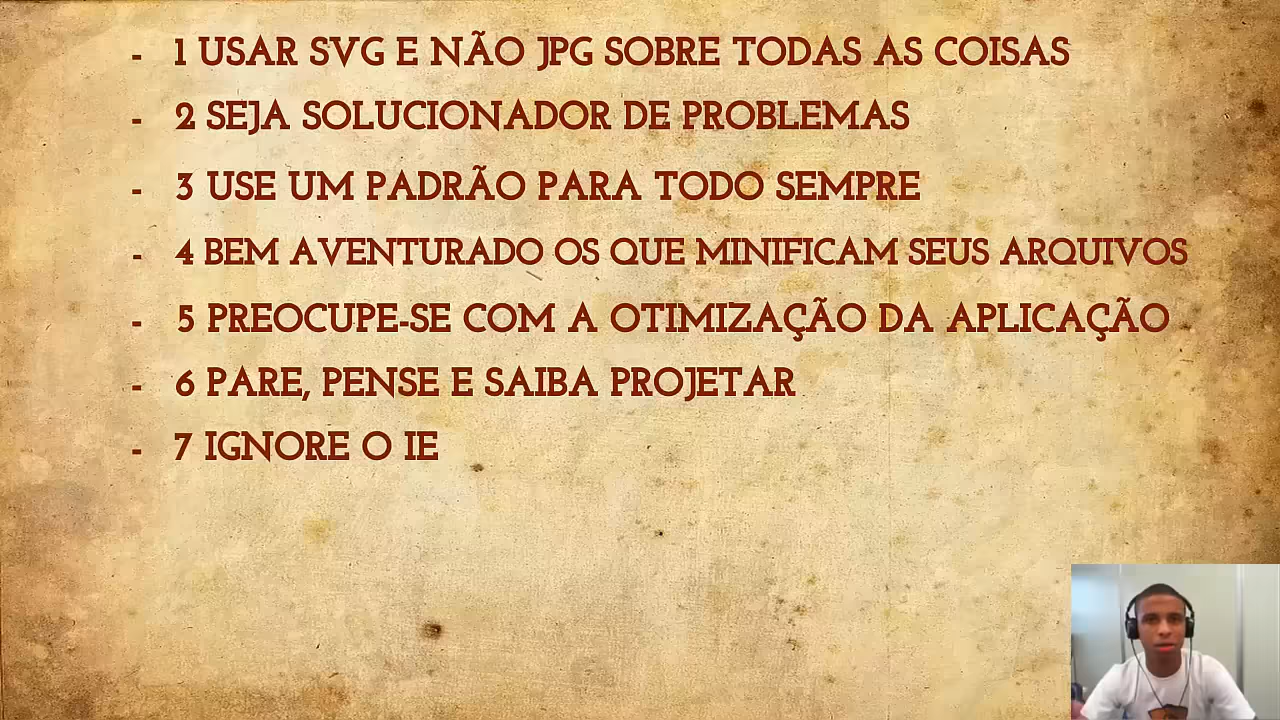 - 1 USAR SVG E NÃO JPG SOBRE TODAS AS COISAS
- 2 SEJA SOLUCIONADOR DE PROBLEMAS
- 3 USE UM PADRÃO PARA TODO SEMPRE
- 4 BEM AVENTURADO OS QUE MINIFICAM SEUS ARQUIVOS
- 5 PREOCUPE-SE COM A OTIMIZAÇÃO DA APLICAÇÃO
- 6 PARE, PENSE E SAIBA PROJETAR
- 7 IGNORE O IE